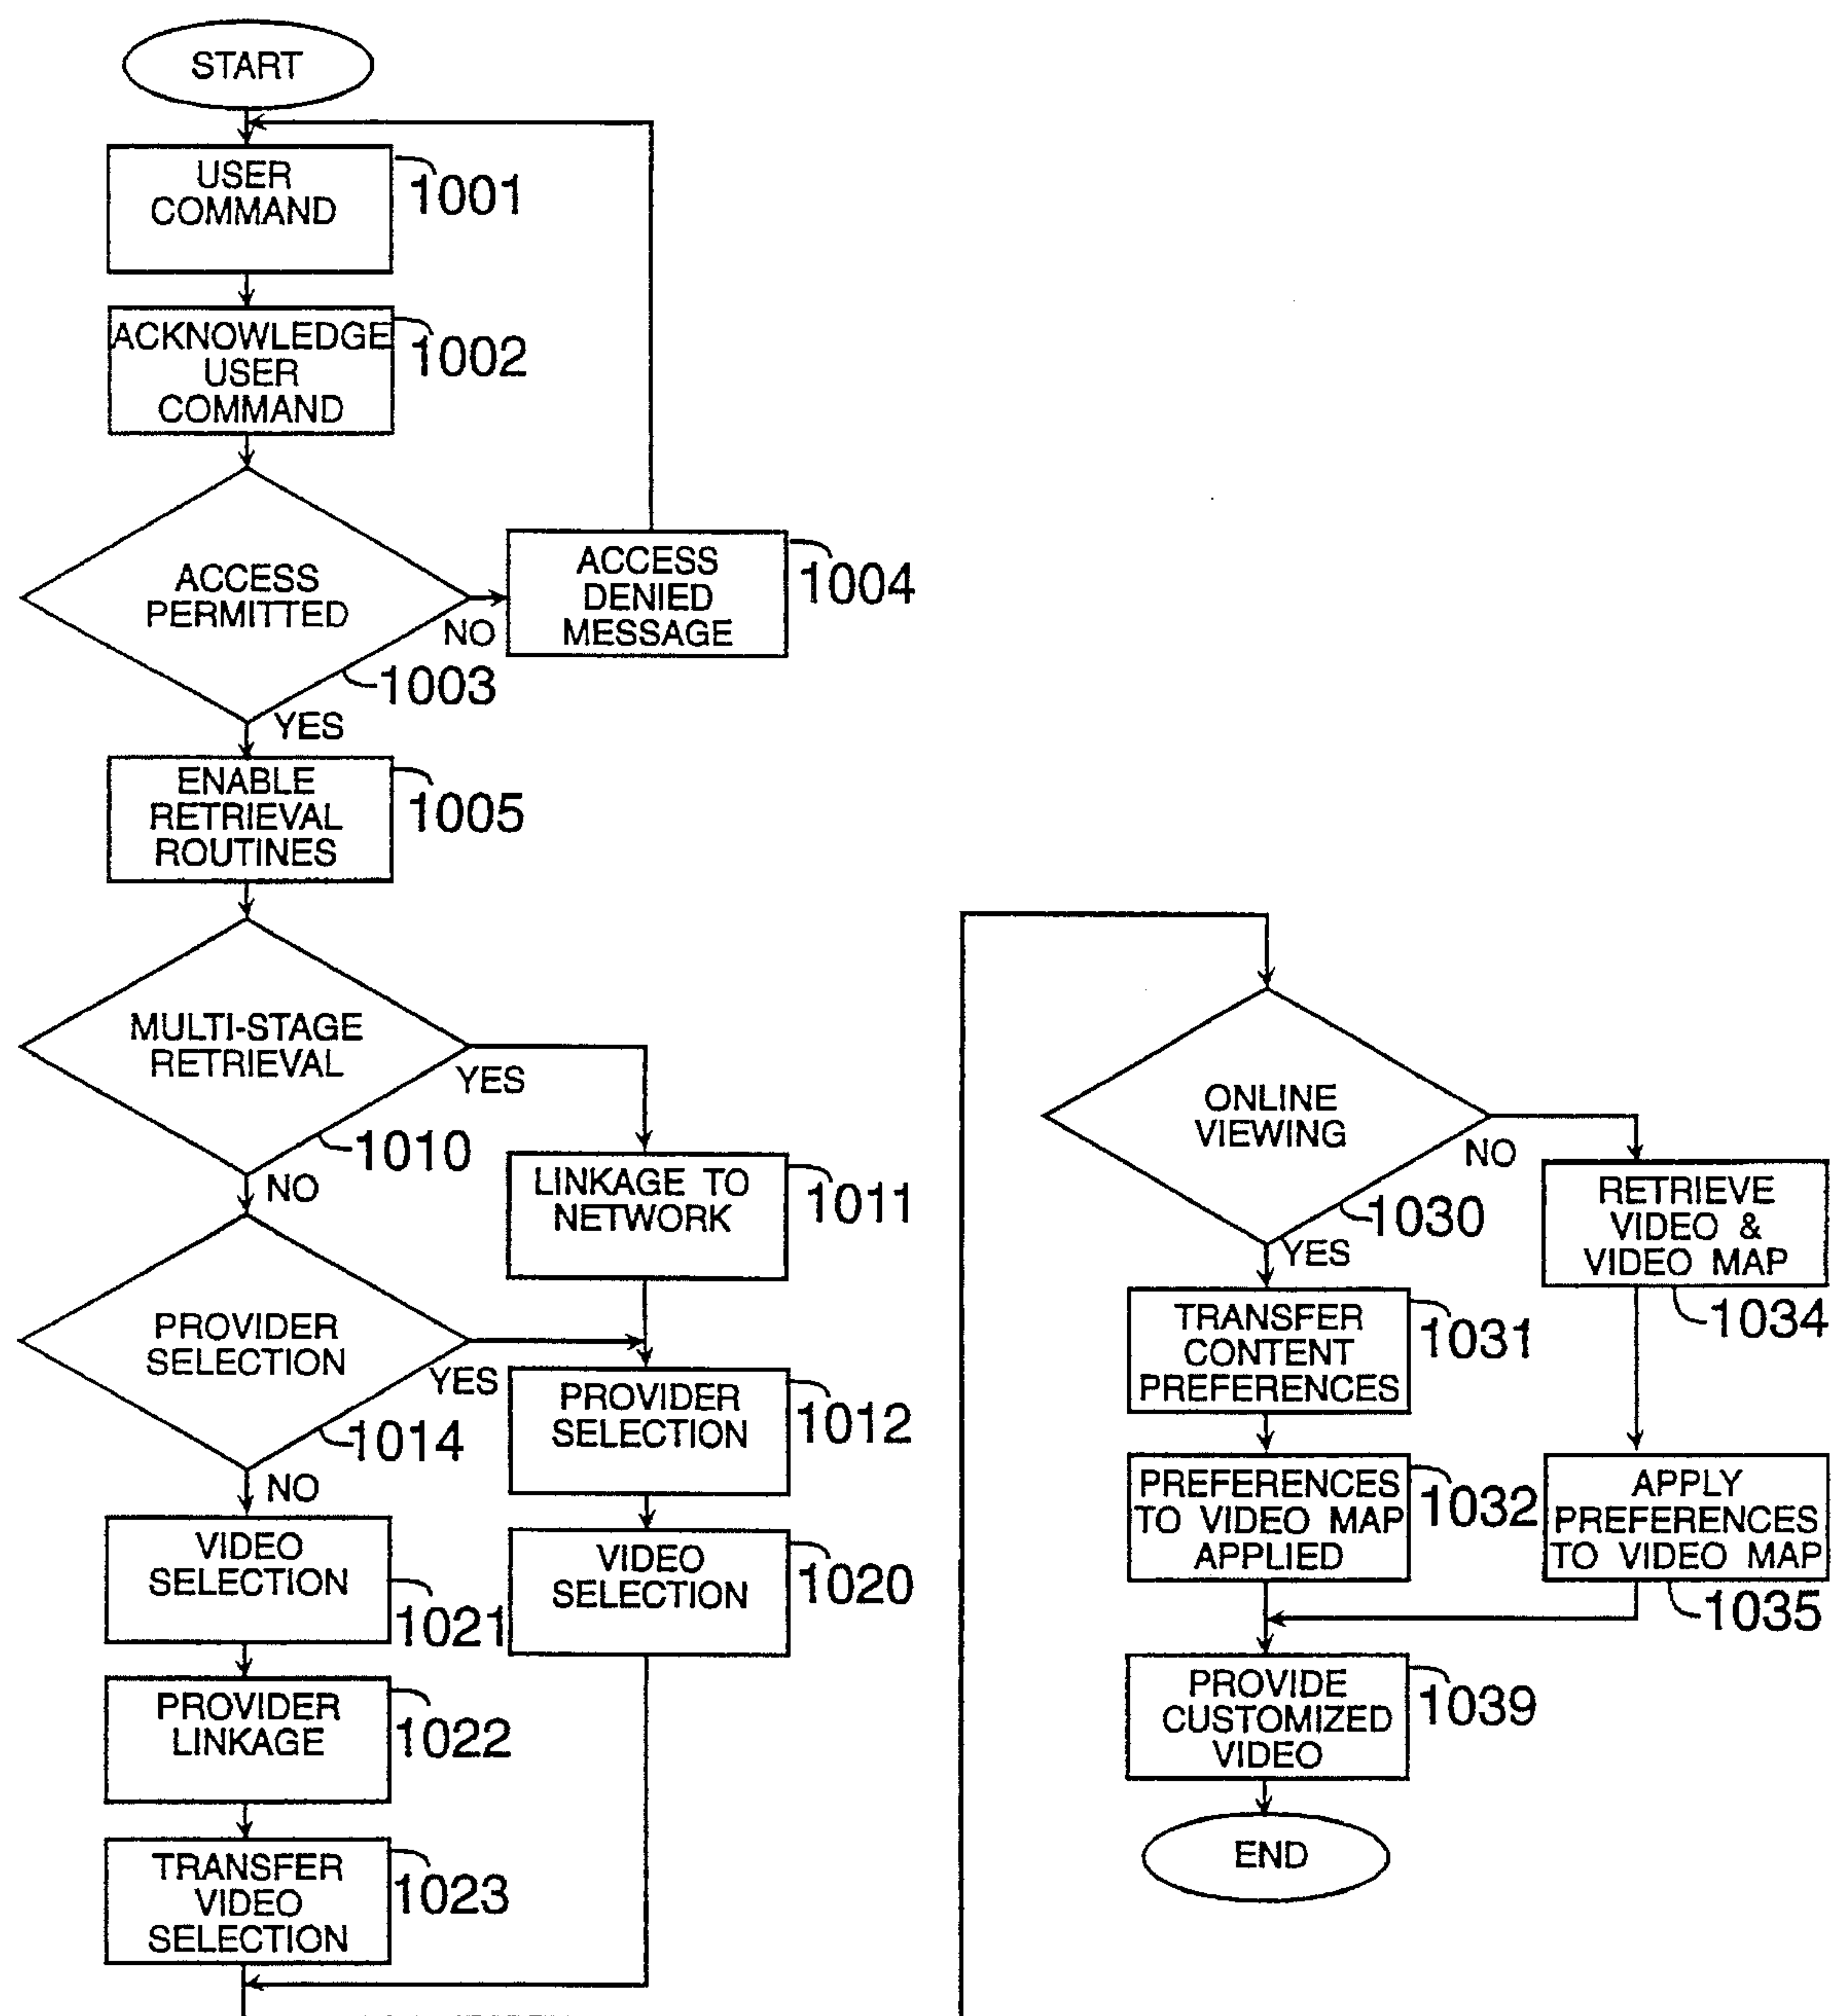 START
USER
COMMAND
1001
ACKNOWLEDGE
USER
COMMAND
1002
ACCESS
PERMITTED
NO
1003
YES
ACCESS
DENIED
MESSAGE
1004
ENABLE
RETRIEVAL
ROUTINES
1005
MULTI-STAGE
RETRIEVAL
YES
1010
NO
LINKAGE TO
NETWORK
1011
PROVIDER
SELECTION
YES
1014
NO
PROVIDER
SELECTION
1012
VIDEO
SELECTION
1021
VIDEO
SELECTION
1020
PROVIDER
LINKAGE
1022
TRANSFER
VIDEO
SELECTION
1023
ONLINE
VIEWING
NO
1030
YES
RETRIEVE
VIDEO &
VIDEO MAP
1034
TRANSFER
CONTENT
PREFERENCES
1031
PREFERENCES
TO VIDEO MAP
APPLIED
1032
APPLY
PREFERENCES
TO VIDEO MAP
1035
PROVIDE
CUSTOMIZED
VIDEO
1039
END